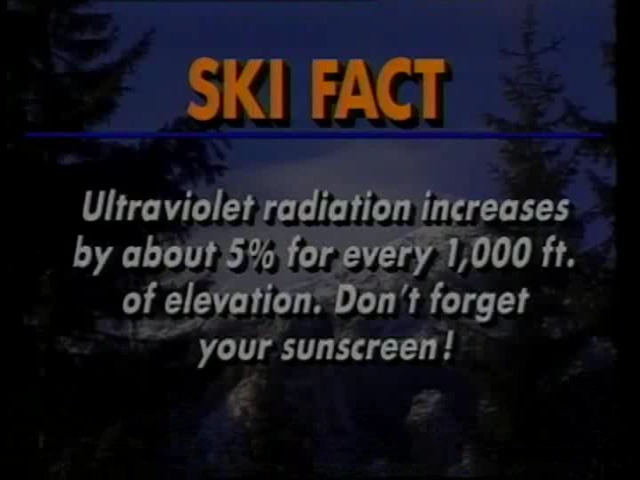 SKI FACT
Ultraviolet radiation increases
by about 5% for every 1,000 ft.
of elevation. Don't forget
your sunscreen!